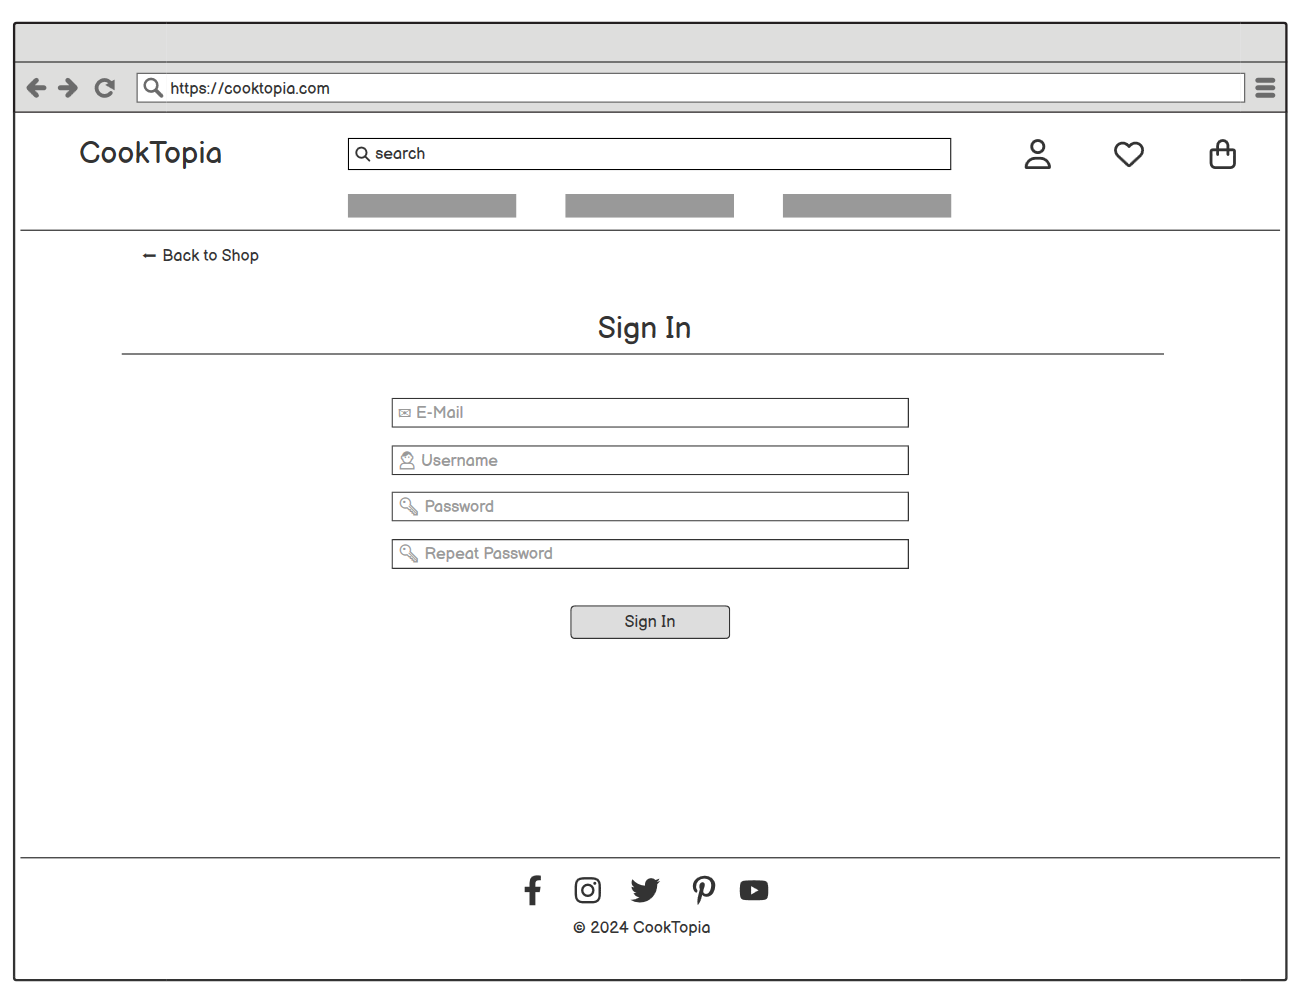 https://cooktopia.com
CookTopia
search
Back to Shop
Sign In
E-Mail
Username
Password
Repeat Password
Sign In
© 2024 CookTopia